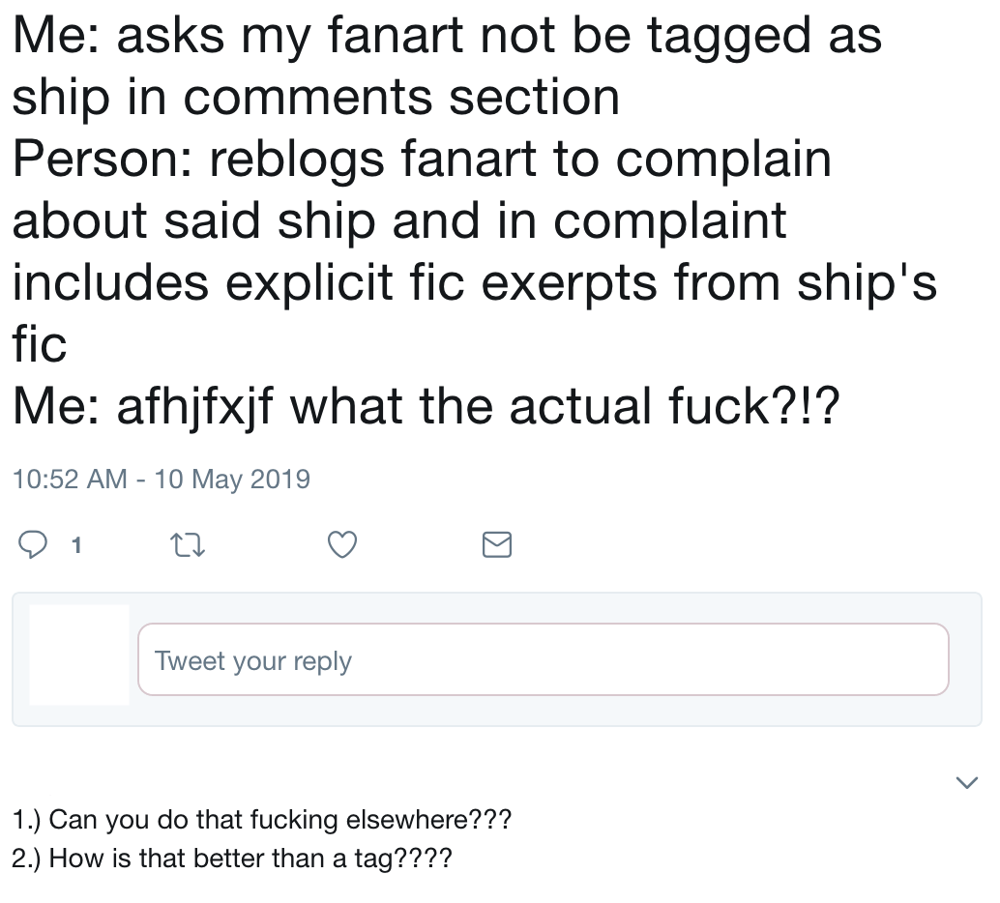 Me: asks my fanart not be tagged as
ship in comments section
Person: reblogs fanart to complain
about said ship and in complaint
includes explicit fic exerpts from ship's
fic
Me: afhjfxjf what the actual fuck?!?
10:52 AM - 10 May 2019
1
Tweet your reply
1.) Can you do that fucking elsewhere???
2.) How is that better than a tag????